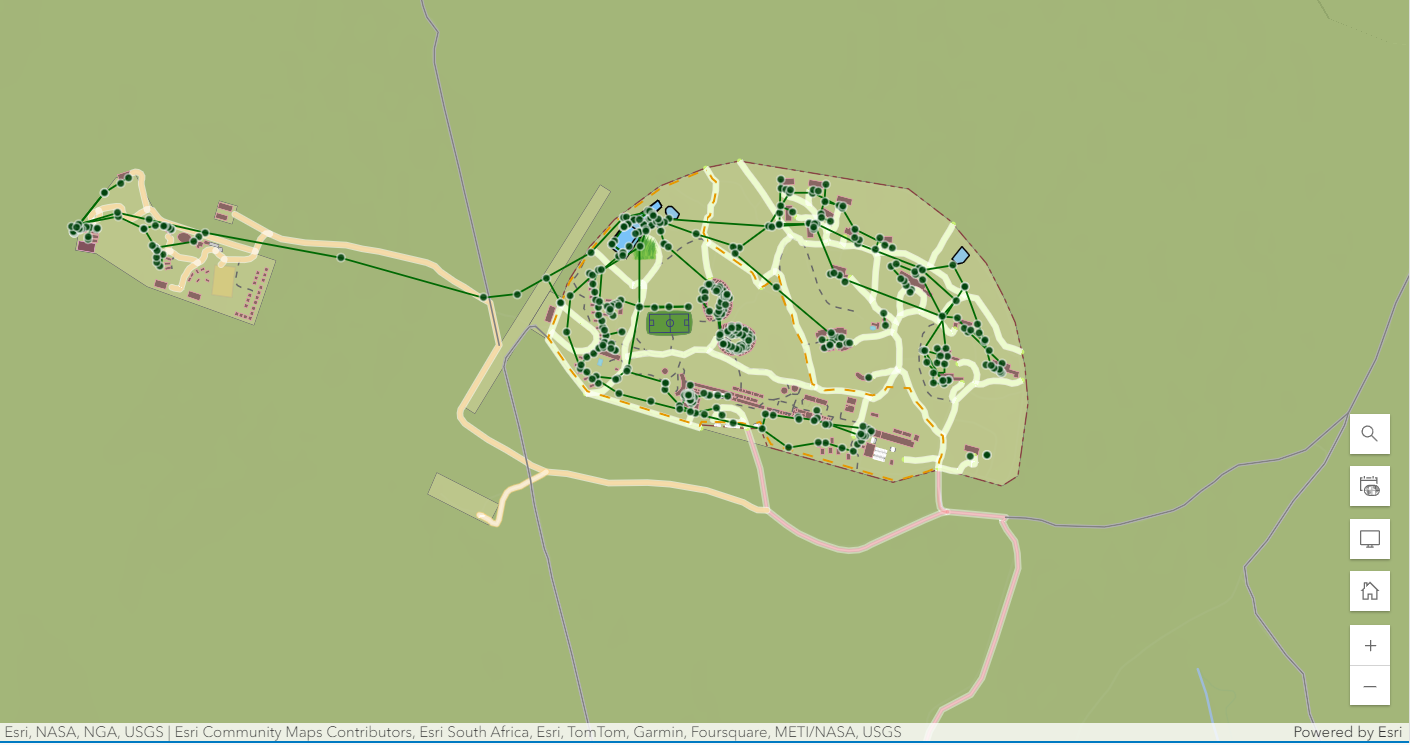 Esri, NASA, NGA, USGS | Esri Community Maps Contributors, Esri South Africa, Esri, TomTom, Garmin, Foursquare, METI/NASA, USGS
Powered by Esri